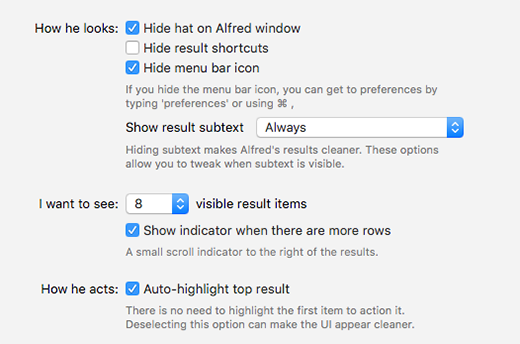 How he looks: Hide hat on Alfred window
Hide result shortcuts
Hide menu bar icon
If you hide the menu bar icon, you can get to preferences by
typing 'preferences' or using ⌘ ,
Show result subtext Always
Hiding subtext makes Alfred's results cleaner. These options
allow you to tweak when subtext is visible.
I want to see: 8 visible result items
Show indicator when there are more rows
A small scroll indicator to the right of the results.
How he acts: Auto-highlight top result
There is no need to highlight the first item to action it.
Deselecting this option can make the UI appear cleaner.